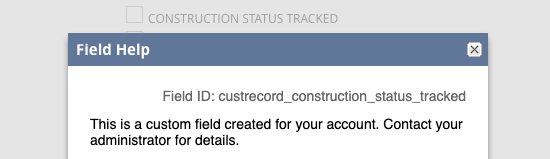 CONSTRUCTION STATUS TRACKED
Field Help
Field ID: custrecord_construction_status_tracked
This is a custom field created for your account. Contact your
administrator for details.